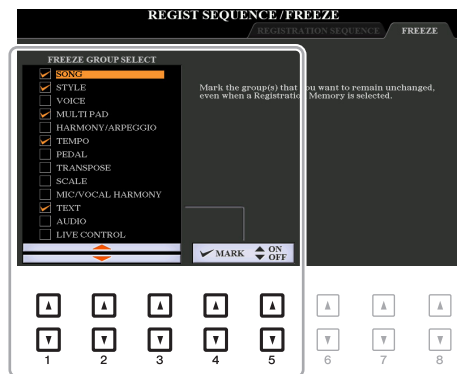 REGIST SEQUENCE/FREEZE
REGISTRATION SEQUENCE
FREEZE
FREEZE GROUP SELECT
SONG
STYLE
VOICE
MULTI PAD
HARMONY/ARPEGGIO
TEMPO
PEDAL
TRANSPOSE
SCALE
MIC/VOCAL HARMONY
TEXT
AUDIO
LIVE CONTROL
Mark the group(s) that you want to remain unchanged,
even when a Registration Memory is selected.
MARK ON
OFF
1 2 3 4 5 6 7 8